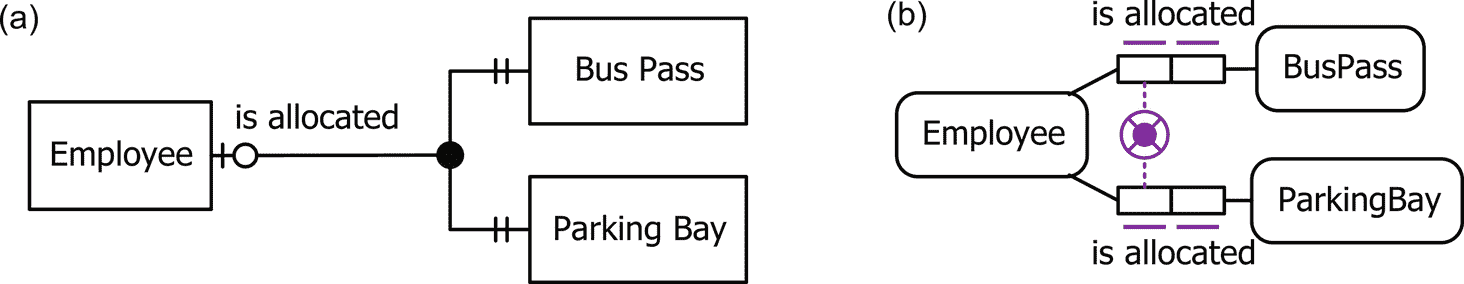 (a)
Employee
is allocated
Bus Pass
Parking Bay
(b)
is allocated
Employee
BusPass
ParkingBay
is allocated